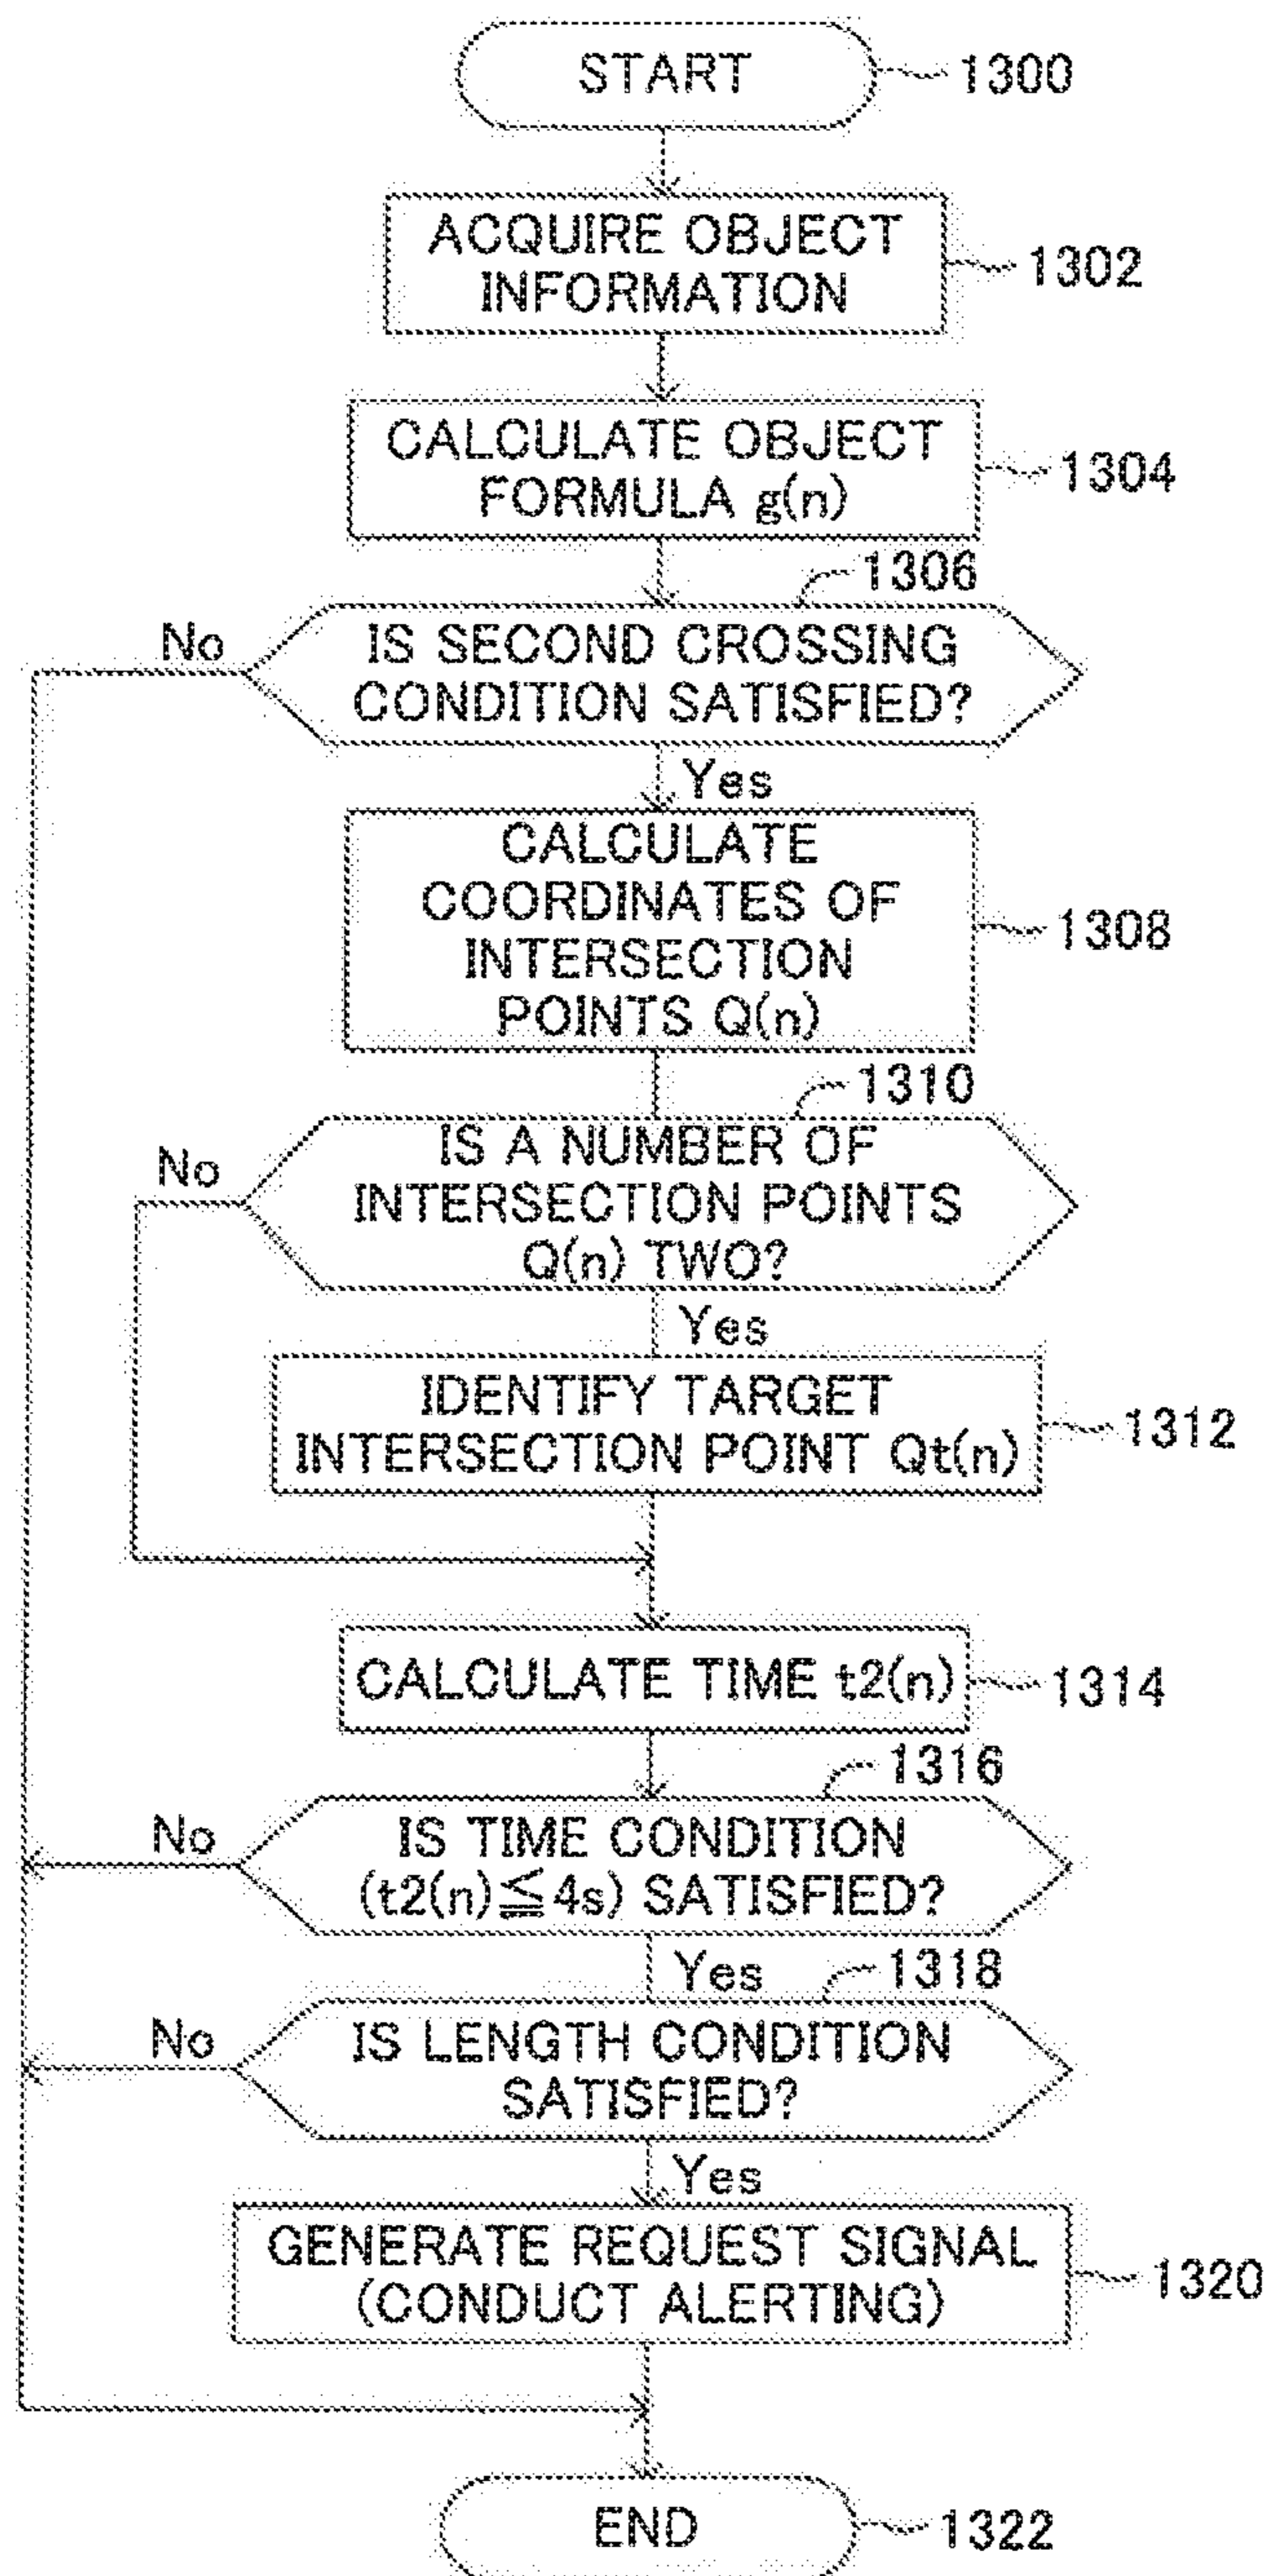 START
1300
ACQUIRE OBJECT
INFORMATION
1302
CALCULATE OBJECT
FORMULA g(n)
1304
1306
No
IS SECOND CROSSING
CONDITION SATISFIED?
Yes
CALCULATE
COORDINATES OF
INTERSECTION
POINTS Q(n)
1308
1310
No
IS A NUMBER OF
INTERSECTION POINTS
Q(n) TWO?
Yes
IDENTIFY TARGET
INTERSECTION POINT Qt(n)
1312
CALCULATE TIME t2(n)
1314
1316
No
IS TIME CONDITION
(t2(n)≦4s) SATISFIED?
Yes
1318
No
IS LENGTH CONDITION
SATISFIED?
Yes
GENERATE REQUEST SIGNAL
(CONDUCT ALERTING)
1320
END
1322